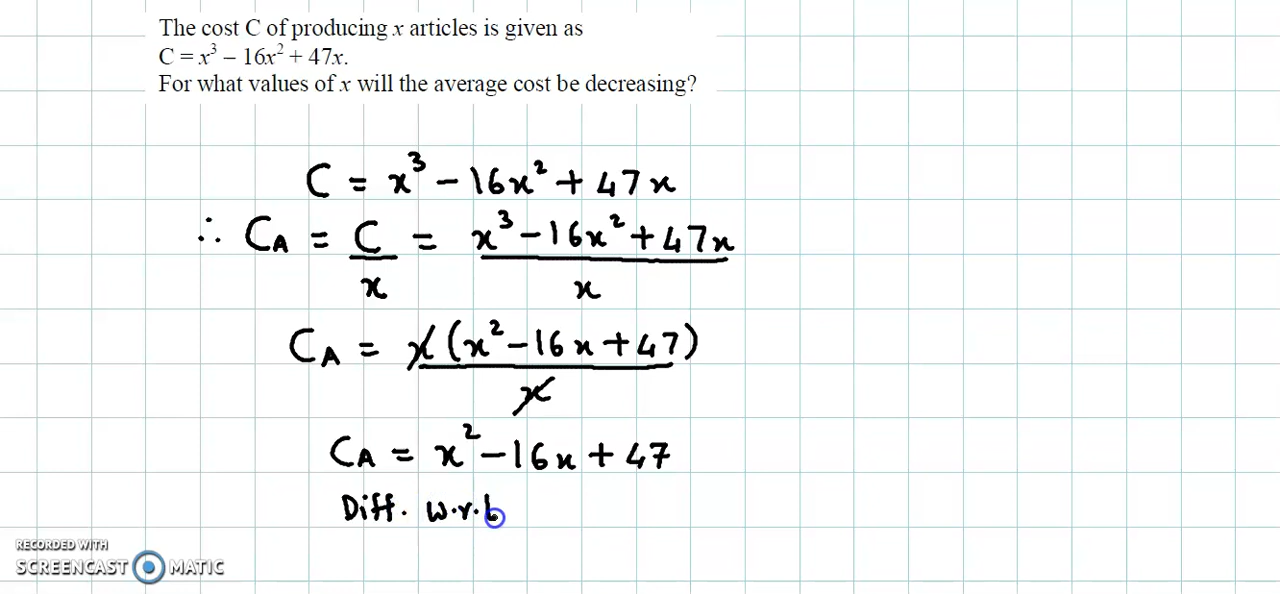 The cost C of producing x articles is given as
C = x³ – 16x² + 47x.
For what values of x will the average cost be decreasing?
C = x³ - 16x² + 47x
∴ C_A = C/x = (x³ - 16x² + 47x)/x
C_A = x(x² - 16x + 47)/x
C_A = x² - 16x + 47
Diff. w.r.t
RECORDED WITH
SCREENCAST MATIC